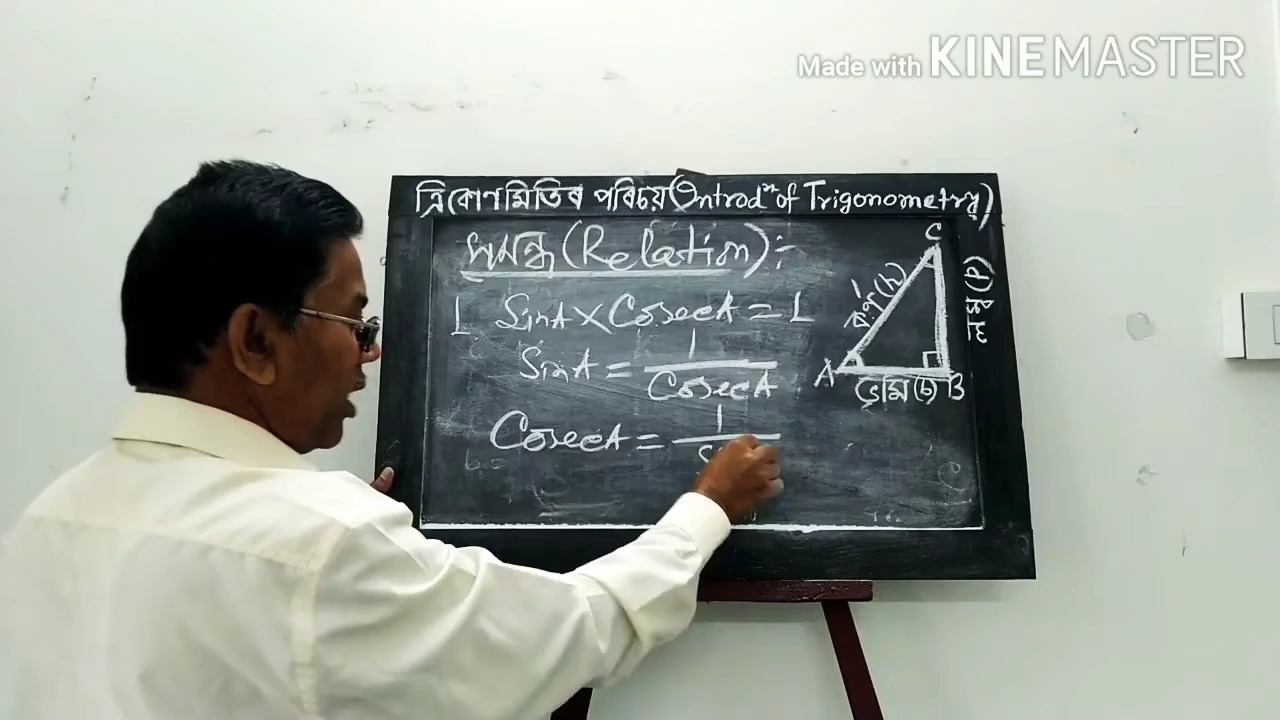 Made with KINEMASTER
ত্ৰিকোণমিতিৰ পৰিচয় (Introdⁿ of Trigonometry)
সম্বন্ধ (Relation):-
1 SinA × CosecA = 1
SinA = 1/CosecA
CosecA = 1/S
C
কৰ্ণ (h)
লম্ব (p)
A
ভূমি (b)
B